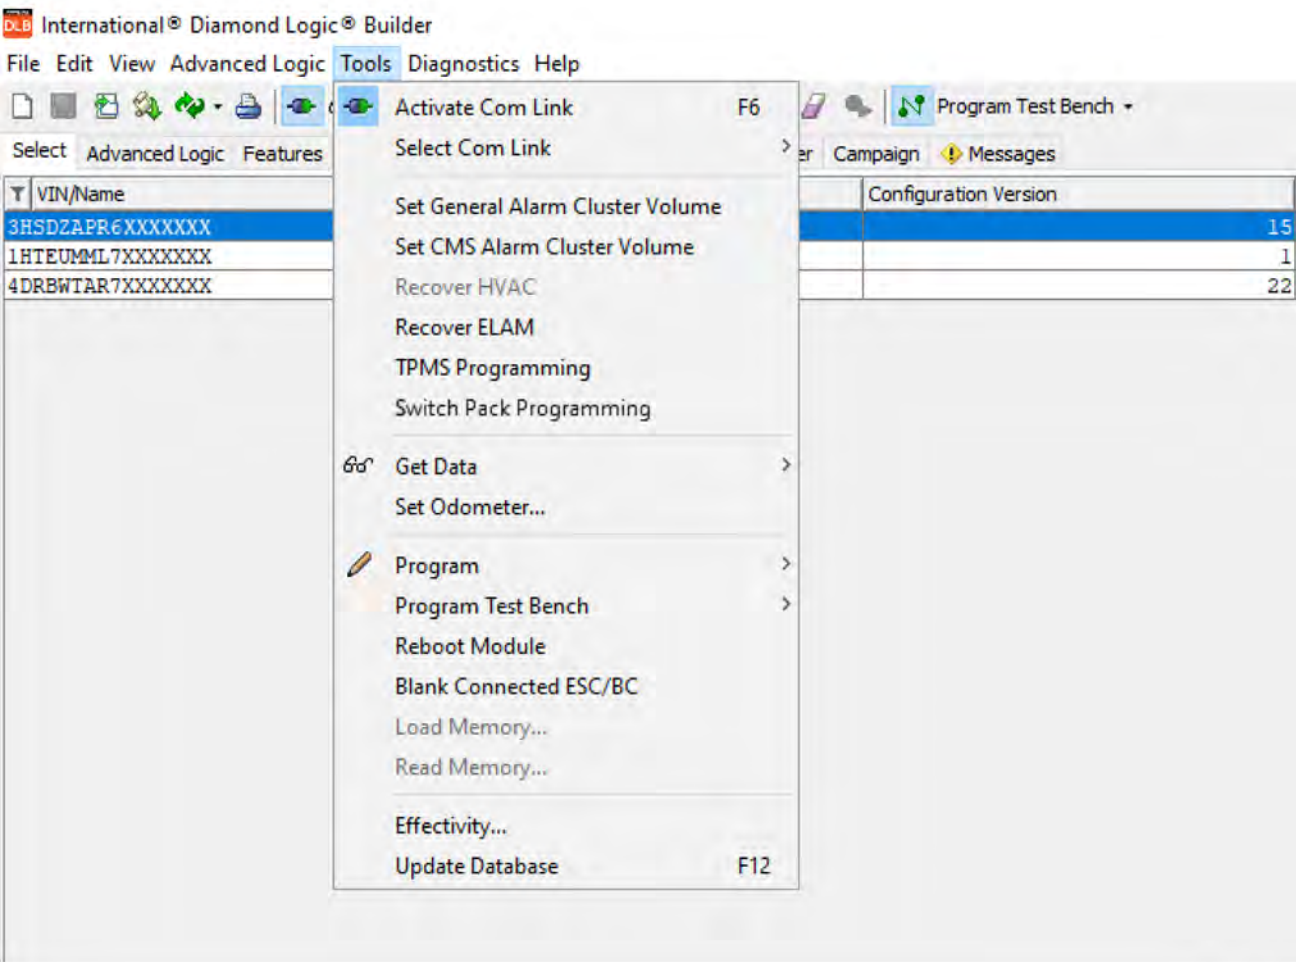 DLB International® Diamond Logic® Builder
File Edit View Advanced Logic Tools Diagnostics Help
Program Test Bench
Select Advanced Logic Features er Campaign Messages
VIN/Name Configuration Version
3HSDZAPR6XXXXXXX 15
1HTEUMML7XXXXXXX 1
4DRBWTAR7XXXXXXX 22
Activate Com Link F6
Select Com Link
Set General Alarm Cluster Volume
Set CMS Alarm Cluster Volume
Recover HVAC
Recover ELAM
TPMS Programming
Switch Pack Programming
Get Data
Set Odometer...
Program
Program Test Bench
Reboot Module
Blank Connected ESC/BC
Load Memory...
Read Memory...
Effectivity...
Update Database F12